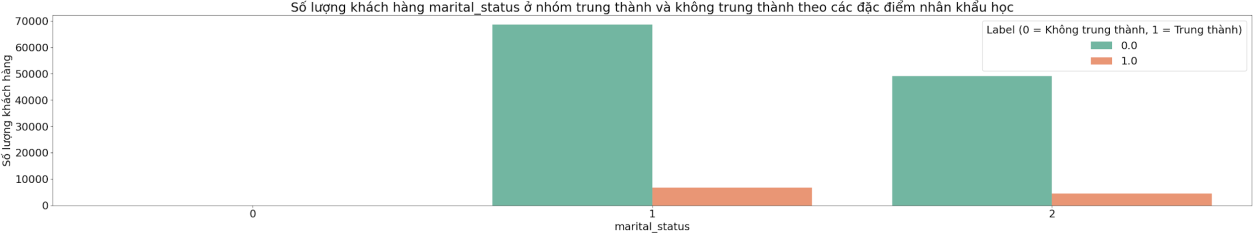 Số lượng khách hàng marital_status ở nhóm trung thành và không trung thành theo các đặc điểm nhân khẩu học
Số lượng khách hàng
70000
60000
50000
40000
30000
20000
10000
0
Label (0 = Không trung thành, 1 = Trung thành)
0.0
1.0
0 1 2
marital_status